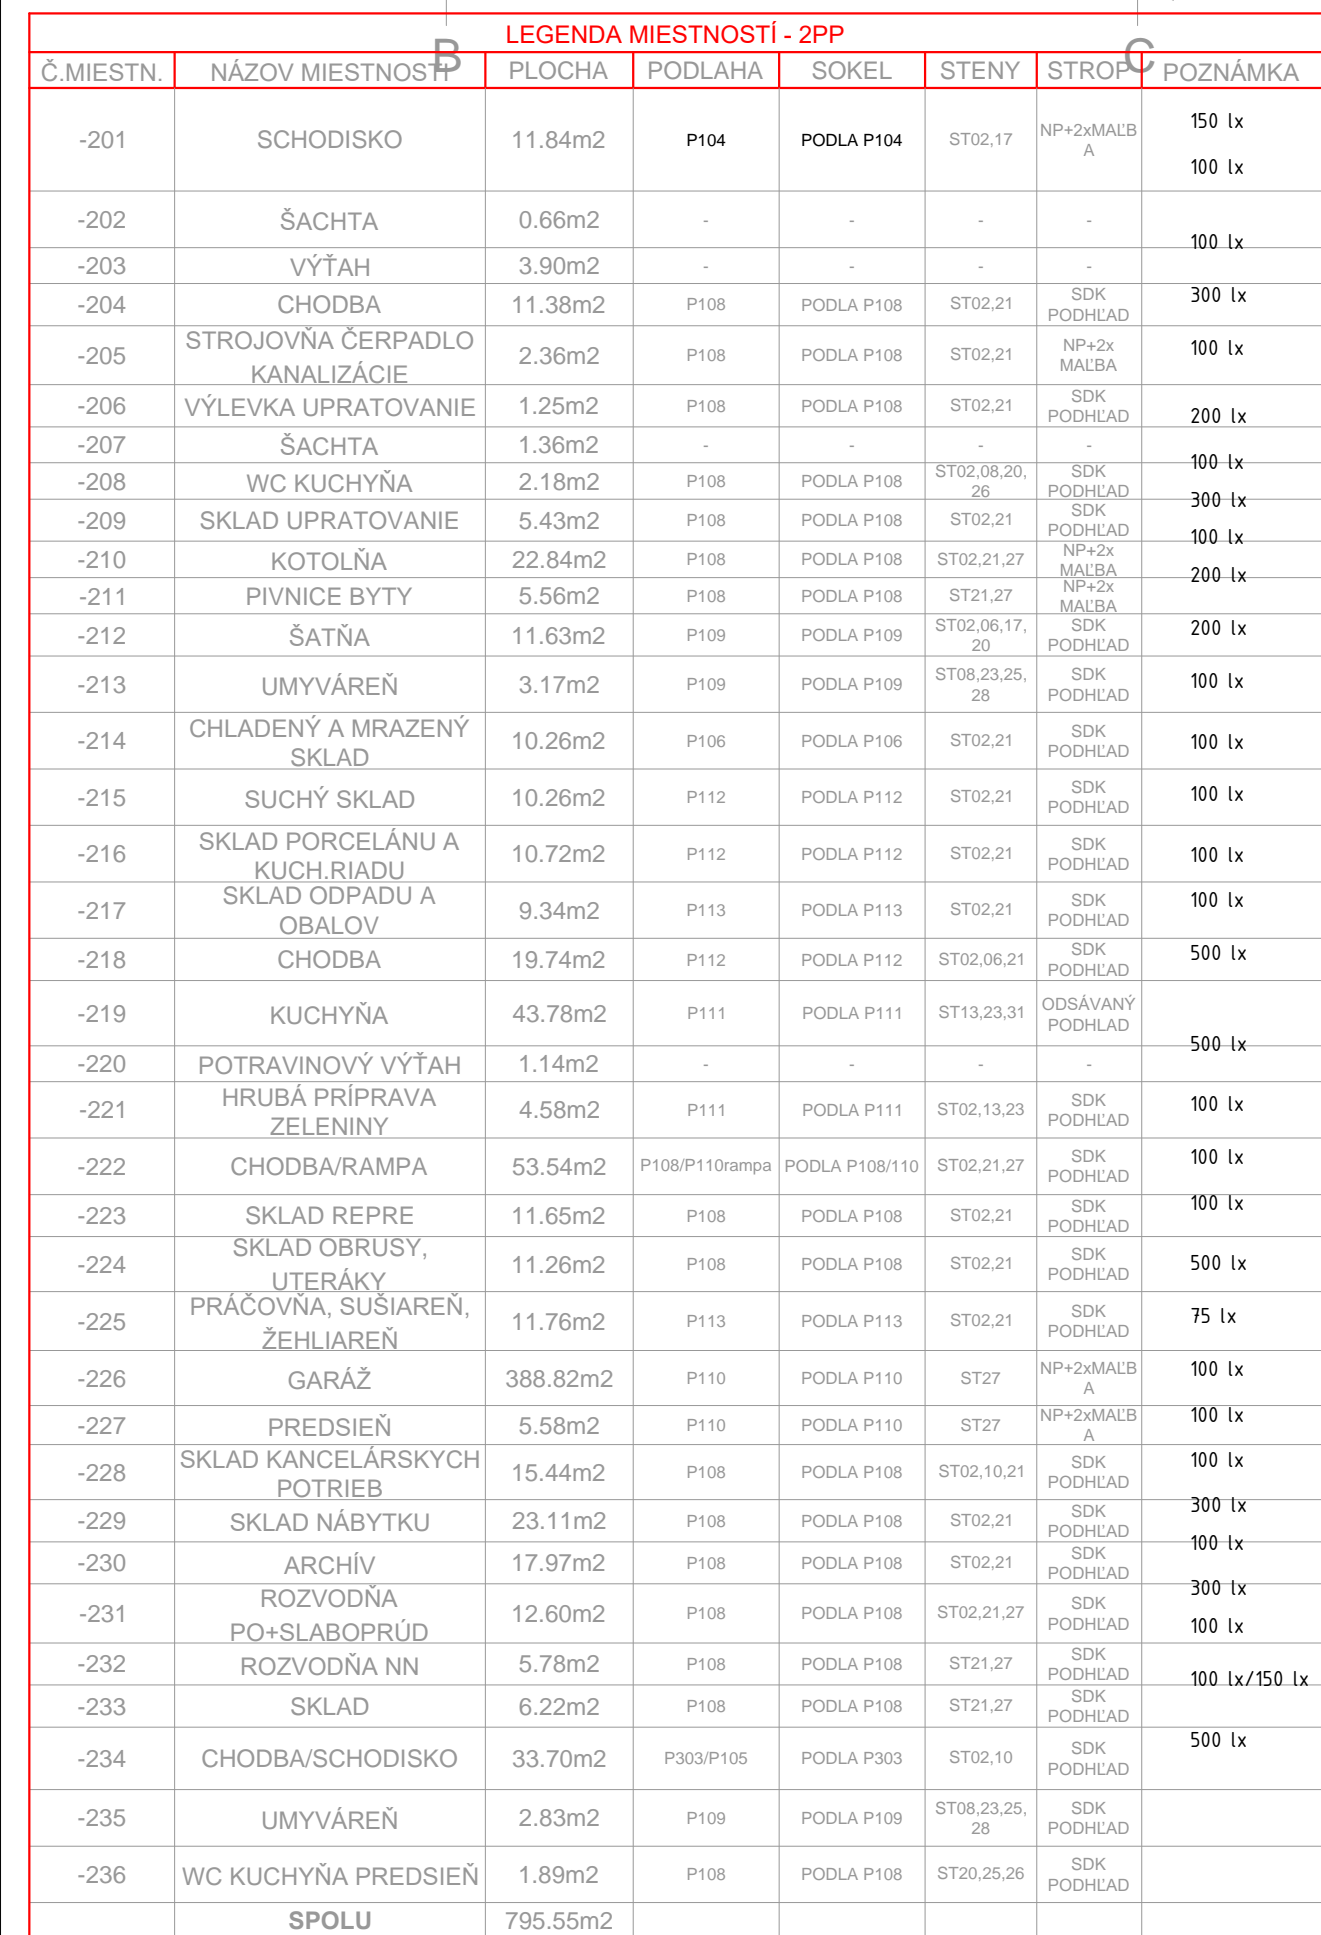 LEGENDA MIESTNOSTÍ - 2PP
B
C
Č.MIESTN. NÁZOV MIESTNOSTI PLOCHA PODLAHA SOKEL STENY STROP POZNÁMKA
-201 SCHODISKO 11.84m2 P104 PODLA P104 ST02,17 NP+2xMAĽB
A
150 lx
100 lx
-202 ŠACHTA 0.66m2 - - - -
100 lx
-203 VÝŤAH 3.90m2 - - - -
-204 CHODBA 11.38m2 P108 PODLA P108 ST02,21 SDK
PODHĽAD
300 lx
-205 STROJOVŇA ČERPADLO
KANALIZÁCIE
2.36m2 P108 PODLA P108 ST02,21 NP+2x
MAĽBA
100 lx
-206 VÝLEVKA UPRATOVANIE 1.25m2 P108 PODLA P108 ST02,21 SDK
PODHĽAD
200 lx
-207 ŠACHTA 1.36m2 - - - -
100 lx
-208 WC KUCHYŇA 2.18m2 P108 PODLA P108 ST02,08,20,
26
SDK
PODHĽAD
300 lx
-209 SKLAD UPRATOVANIE 5.43m2 P108 PODLA P108 ST02,21 SDK
PODHĽAD
100 lx
-210 KOTOLŇA 22.84m2 P108 PODLA P108 ST02,21,27 NP+2x
MAĽBA
200 lx
-211 PIVNICE BYTY 5.56m2 P108 PODLA P108 ST21,27 NP+2x
MAĽBA
-212 ŠATŇA 11.63m2 P109 PODLA P109 ST02,06,17,
20
SDK
PODHĽAD
200 lx
-213 UMYVÁREŇ 3.17m2 P109 PODLA P109 ST08,23,25,
28
SDK
PODHĽAD
100 lx
-214 CHLADENÝ A MRAZENÝ
SKLAD
10.26m2 P106 PODLA P106 ST02,21 SDK
PODHĽAD
100 lx
-215 SUCHÝ SKLAD 10.26m2 P112 PODLA P112 ST02,21 SDK
PODHĽAD
100 lx
-216 SKLAD PORCELÁNU A
KUCH.RIADU
10.72m2 P112 PODLA P112 ST02,21 SDK
PODHĽAD
100 lx
-217 SKLAD ODPADU A
OBALOV
9.34m2 P113 PODLA P113 ST02,21 SDK
PODHĽAD
100 lx
-218 CHODBA 19.74m2 P112 PODLA P112 ST02,06,21 SDK
PODHĽAD
500 lx
-219 KUCHYŇA 43.78m2 P111 PODLA P111 ST13,23,31 ODSÁVANÝ
PODHLAD
500 lx
-220 POTRAVINOVÝ VÝŤAH 1.14m2 - - - -
-221 HRUBÁ PRÍPRAVA
ZELENINY
4.58m2 P111 PODLA P111 ST02,13,23 SDK
PODHĽAD
100 lx
-222 CHODBA/RAMPA 53.54m2 P108/P110rampa PODLA P108/110 ST02,21,27 SDK
PODHĽAD
100 lx
-223 SKLAD REPRE 11.65m2 P108 PODLA P108 ST02,21 SDK
PODHĽAD
100 lx
-224 SKLAD OBRUSY,
UTERÁKY
11.26m2 P108 PODLA P108 ST02,21 SDK
PODHĽAD
500 lx
-225 PRÁČOVŇA, SUŠIAREŇ,
ŽEHLIAREŇ
11.76m2 P113 PODLA P113 ST02,21 SDK
PODHĽAD
75 lx
-226 GARÁŽ 388.82m2 P110 PODLA P110 ST27 NP+2xMAĽB
A
100 lx
-227 PREDSIEŇ 5.58m2 P110 PODLA P110 ST27 NP+2xMAĽB
A
100 lx
-228 SKLAD KANCELÁRSKYCH
POTRIEB
15.44m2 P108 PODLA P108 ST02,10,21 SDK
PODHĽAD
100 lx
-229 SKLAD NÁBYTKU 23.11m2 P108 PODLA P108 ST02,21 SDK
PODHĽAD
300 lx
100 lx
-230 ARCHÍV 17.97m2 P108 PODLA P108 ST02,21 SDK
PODHĽAD
300 lx
-231 ROZVODŇA
PO+SLABOPRÚD
12.60m2 P108 PODLA P108 ST02,21,27 SDK
PODHĽAD
100 lx
-232 ROZVODŇA NN 5.78m2 P108 PODLA P108 ST21,27 SDK
PODHĽAD
100 lx/150 lx
-233 SKLAD 6.22m2 P108 PODLA P108 ST21,27 SDK
PODHĽAD
-234 CHODBA/SCHODISKO 33.70m2 P303/P105 PODLA P303 ST02,10 SDK
PODHĽAD
500 lx
-235 UMYVÁREŇ 2.83m2 P109 PODLA P109 ST08,23,25,
28
SDK
PODHĽAD
-236 WC KUCHYŇA PREDSIEŇ 1.89m2 P108 PODLA P108 ST20,25,26 SDK
PODHĽAD
SPOLU 795.55m2